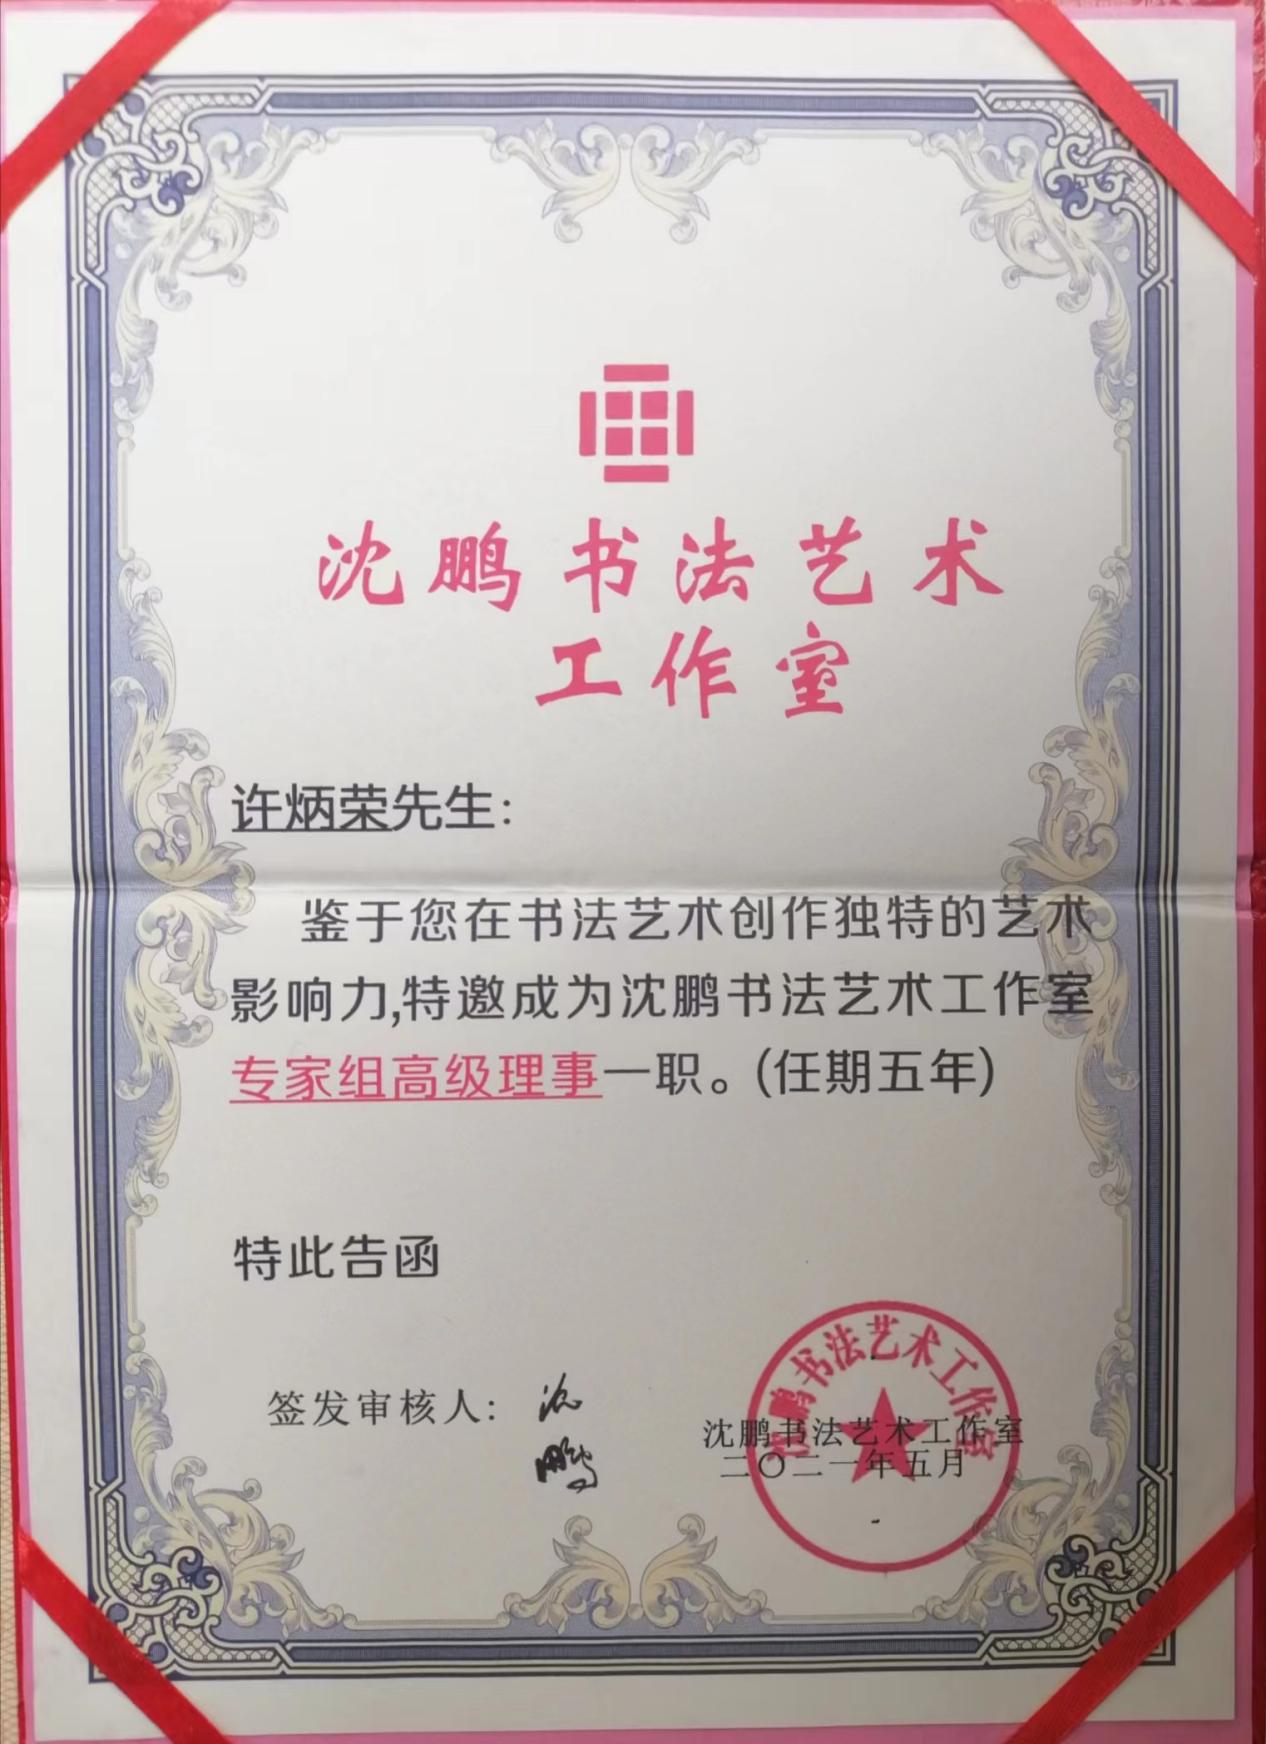 沈鹏书法艺术
工作室
许炳荣先生：
鉴于您在书法艺术创作独特的艺术
影响力,特邀成为沈鹏书法艺术工作室
专家组高级理事一职。(任期五年)
特此告函
签发审核人: 沈
鹏
沈鹏书法艺术工作室
沈鹏书法艺术工作室
二〇二一年五月